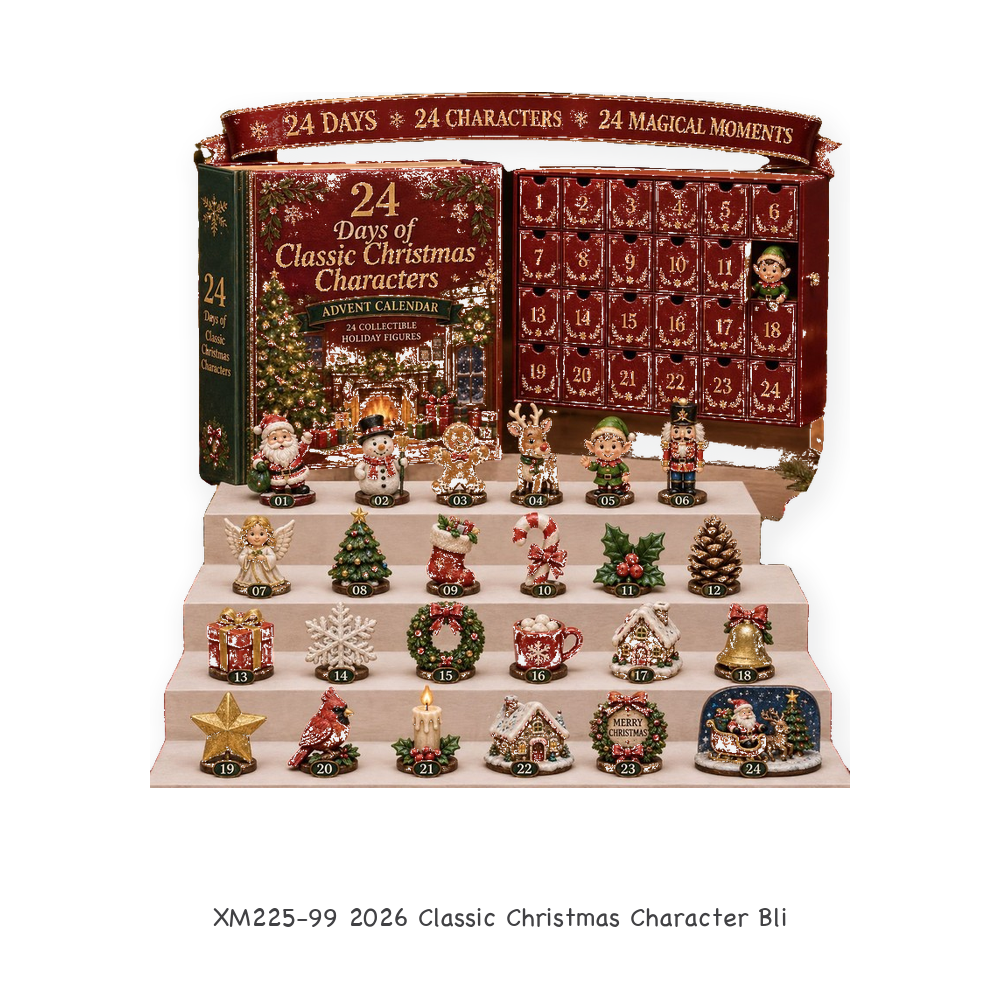 24 DAYS * 24 CHARACTERS * 24 MAGICAL MOMENTS
24
Days of
Classic Christmas
Characters
ADVENT CALENDAR
24 COLLECTIBLE
HOLIDAY FIGURES
24
Days of
Classic
Christmas
Characters
1 2 3 4 5 6
7 8 9 10 11
13 14 15 16 17 18
19 20 21 22 23 24
01 02 03 04 05 06
07 08 09 10 11 12
13 14 15 16 17 18
MERRY
CHRISTMAS
19 20 21 22 23 24
XM225-99 2026 Classic Christmas Character Bli